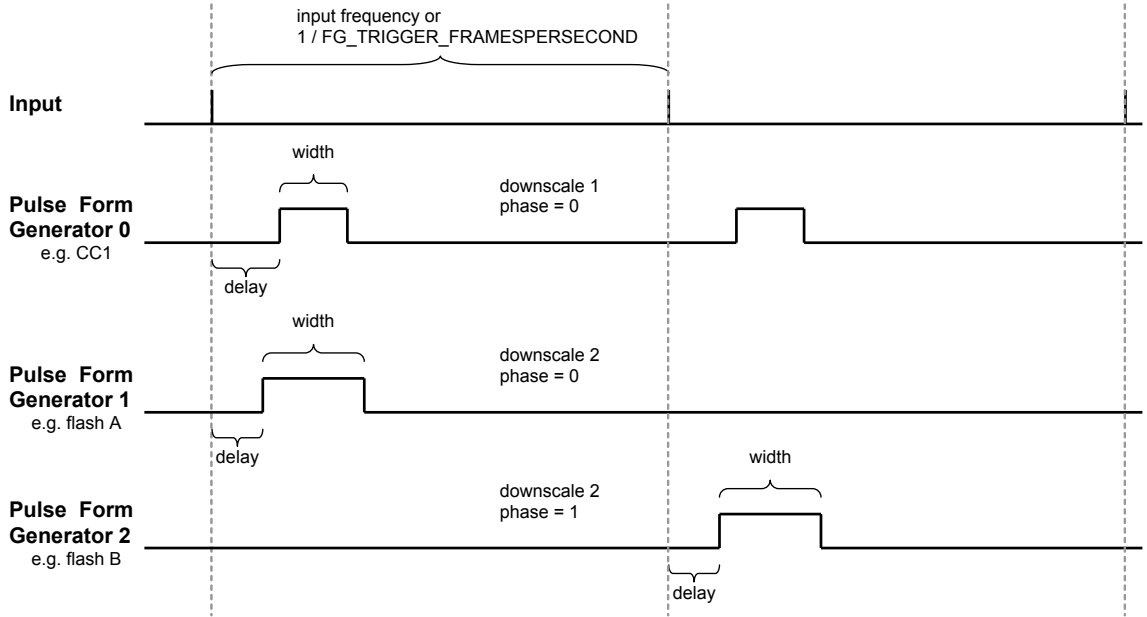 input frequency or
1 / FG_TRIGGER_FRAMESPERSECOND
Input
width
downscale 1
phase = 0
Pulse Form
Generator 0
e.g. CC1
delay
width
downscale 2
phase = 0
Pulse Form
Generator 1
e.g. flash A
delay
width
downscale 2
phase = 1
Pulse Form
Generator 2
e.g. flash B
delay